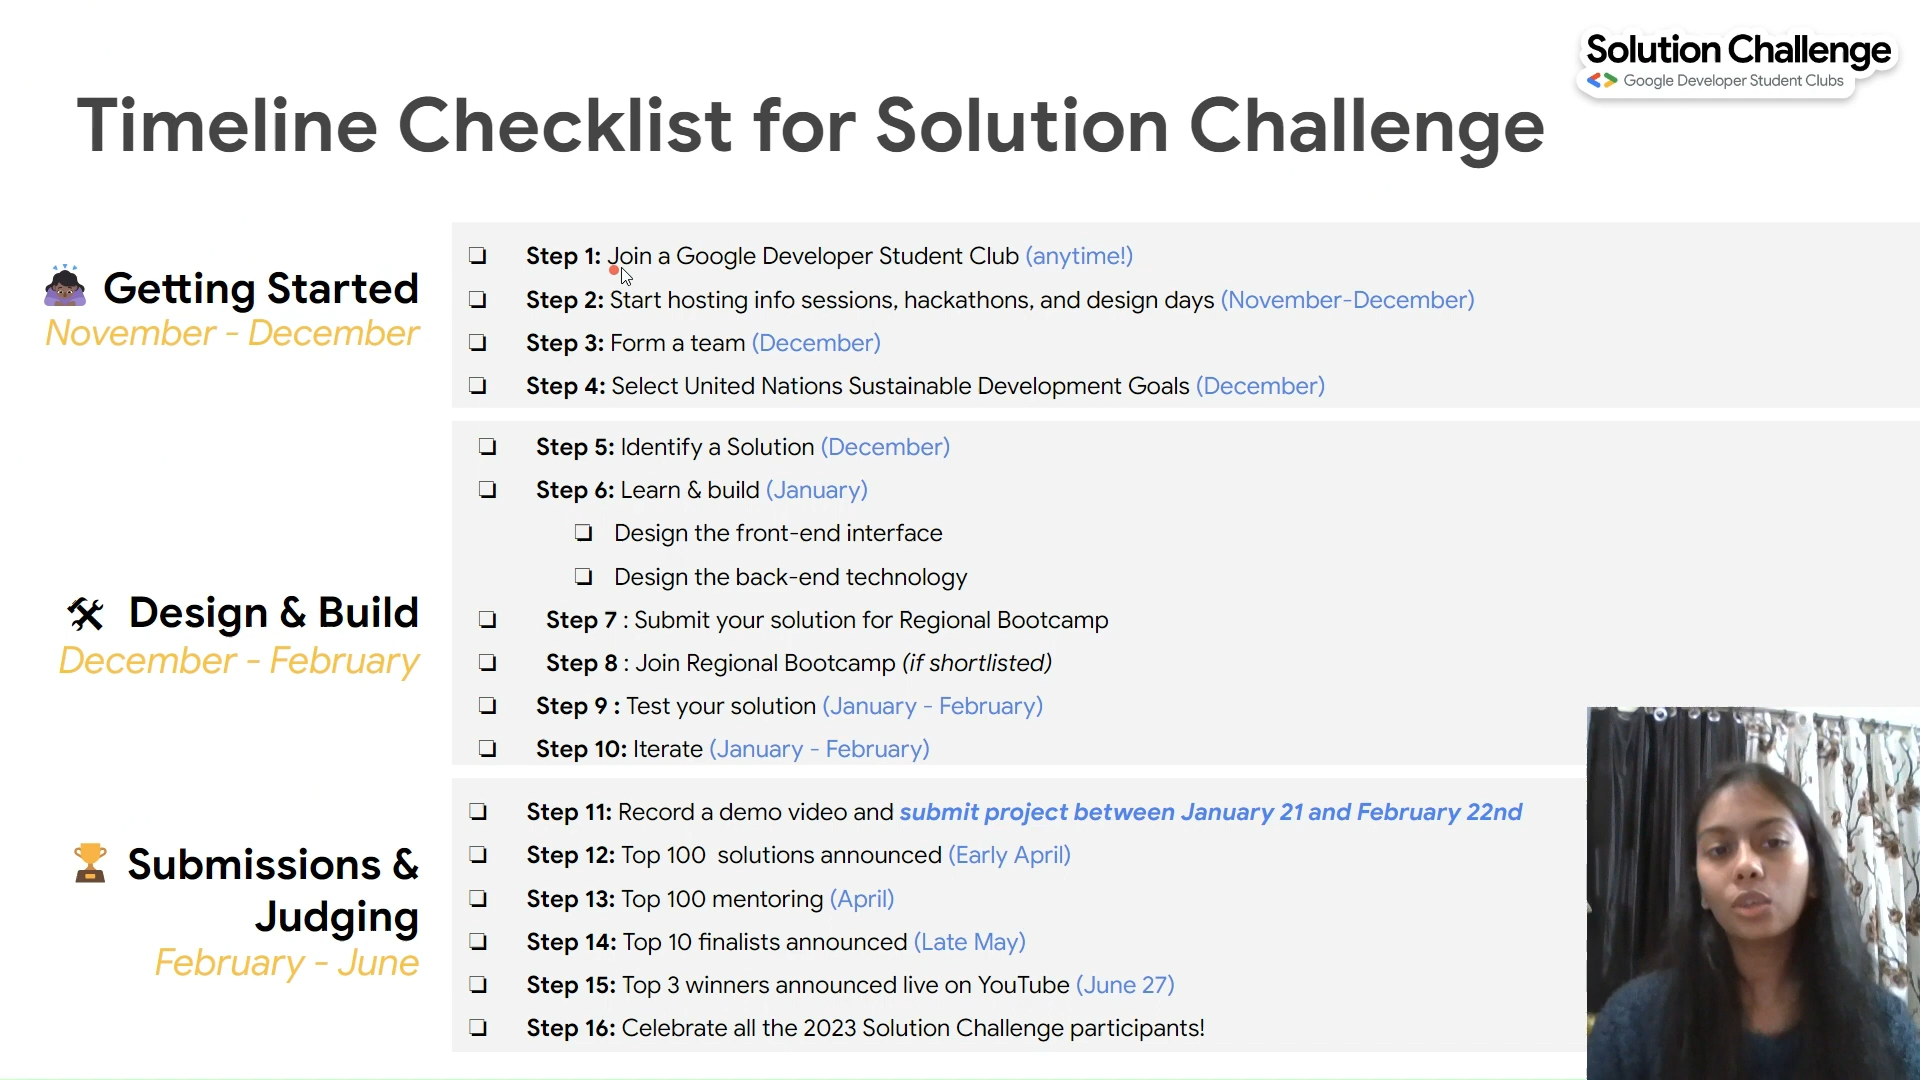 Solution Challenge
Google Developer Student Clubs
Timeline Checklist for Solution Challenge
Getting Started
November - December
Step 1: Join a Google Developer Student Club (anytime!)
Step 2: Start hosting info sessions, hackathons, and design days (November-December)
Step 3: Form a team (December)
Step 4: Select United Nations Sustainable Development Goals (December)
Design & Build
December - February
Step 5: Identify a Solution (December)
Step 6: Learn & build (January)
Design the front-end interface
Design the back-end technology
Step 7 : Submit your solution for Regional Bootcamp
Step 8 : Join Regional Bootcamp (if shortlisted)
Step 9 : Test your solution (January - February)
Step 10: Iterate (January - February)
Submissions &
Judging
February - June
Step 11: Record a demo video and submit project between January 21 and February 22nd
Step 12: Top 100  solutions announced (Early April)
Step 13: Top 100 mentoring (April)
Step 14: Top 10 finalists announced (Late May)
Step 15: Top 3 winners announced live on YouTube (June 27)
Step 16: Celebrate all the 2023 Solution Challenge participants!